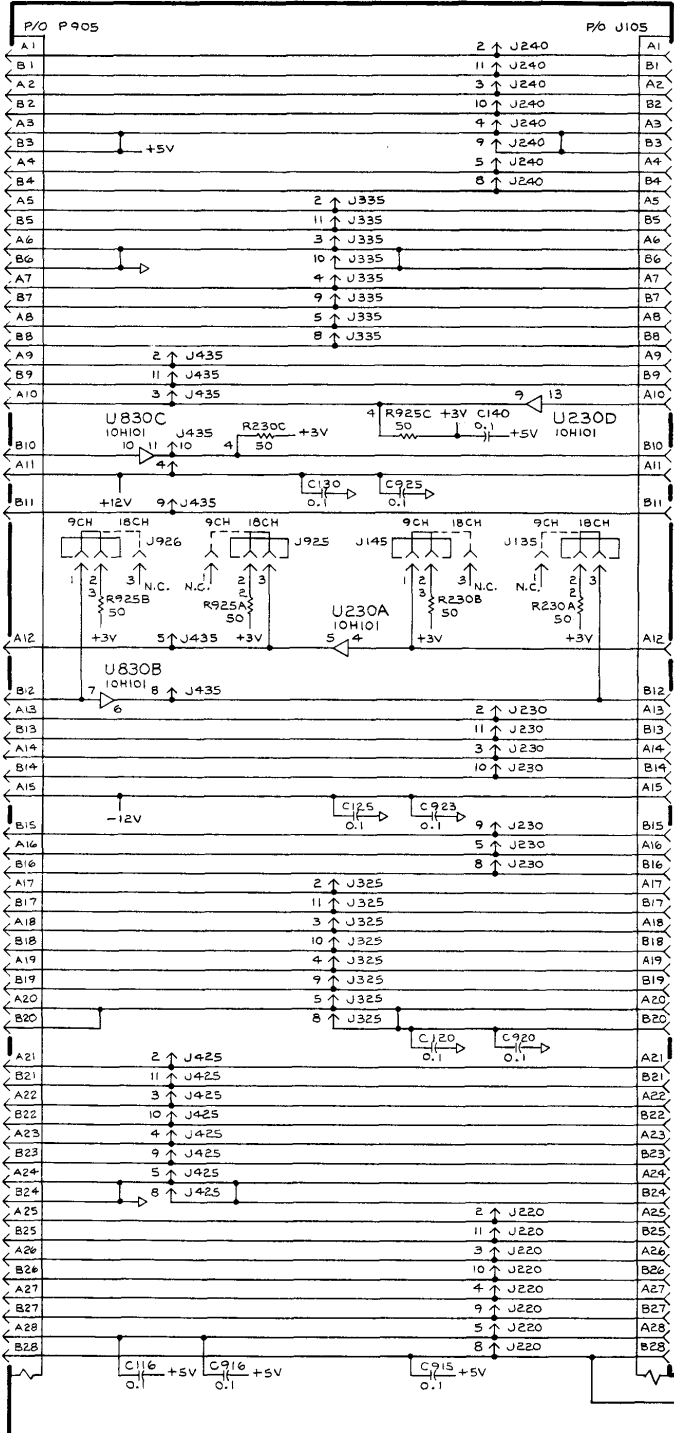 P/O P905 P/O J105
A1 2 J240 A1
B1 11 J240 B1
A2 3 J240 A2
B2 10 J240 B2
A3 4 J240 A3
B3 +5V 9 J240 B3
A4 5 J240 A4
B4 8 J240 B4
A5 2 J335 A5
B5 11 J335 B5
A6 3 J335 A6
B6 10 J335 B6
A7 4 J335 A7
B7 9 J335 B7
A8 5 J335 A8
B8 8 J335 B8
A9 2 J435 A9
B9 11 J435 B9
A10 3 J435 9 13 A10
U830C R230C 4 R925C +3V C140 U230D
10H101 +3V 50 0.1 10H101
B10 10 11 J435 10 4 50 +5V B10
A11 4 A11
C130 C925
0.1 0.1
B11 +12V 9 J435 B11
9CH 18CH 9CH 18CH 9CH 18CH 9CH 18CH
J926 J925 J145 J135
1 2 3 1 2 3 1 2 3 1 2 3
3 N.C. N.C. 2 3 N.C. N.C. 2
R925B R925A U230A R230B R230A
50 50 10H101 50 50
A12 +3V 5 J435 +3V 5 4 +3V +3V A12
U830B
10H101
B12 7 6 8 J435 B12
A13 2 J230 A13
B13 11 J230 B13
A14 3 J230 A14
B14 10 J230 B14
A15 A15
-12V C125 C923
0.1 0.1
B15 9 J230 B15
A16 5 J230 A16
B16 8 J230 B16
A17 2 J325 A17
B17 11 J325 B17
A18 3 J325 A18
B18 10 J325 B18
A19 4 J325 A19
B19 9 J325 B19
A20 5 J325 A20
B20 8 J325 B20
C120 C920
0.1 0.1
A21 2 J425 A21
B21 11 J425 B21
A22 3 J425 A22
B22 10 J425 B22
A23 4 J425 A23
B23 9 J425 B23
A24 5 J425 A24
B24 8 J425 B24
A25 2 J220 A25
B25 11 J220 B25
A26 3 J220 A26
B26 10 J220 B26
A27 4 J220 A27
B27 9 J220 B27
A28 5 J220 A28
B28 8 J220 B28
C116 +5V C916 +5V C915 +5V
0.1 0.1 0.1